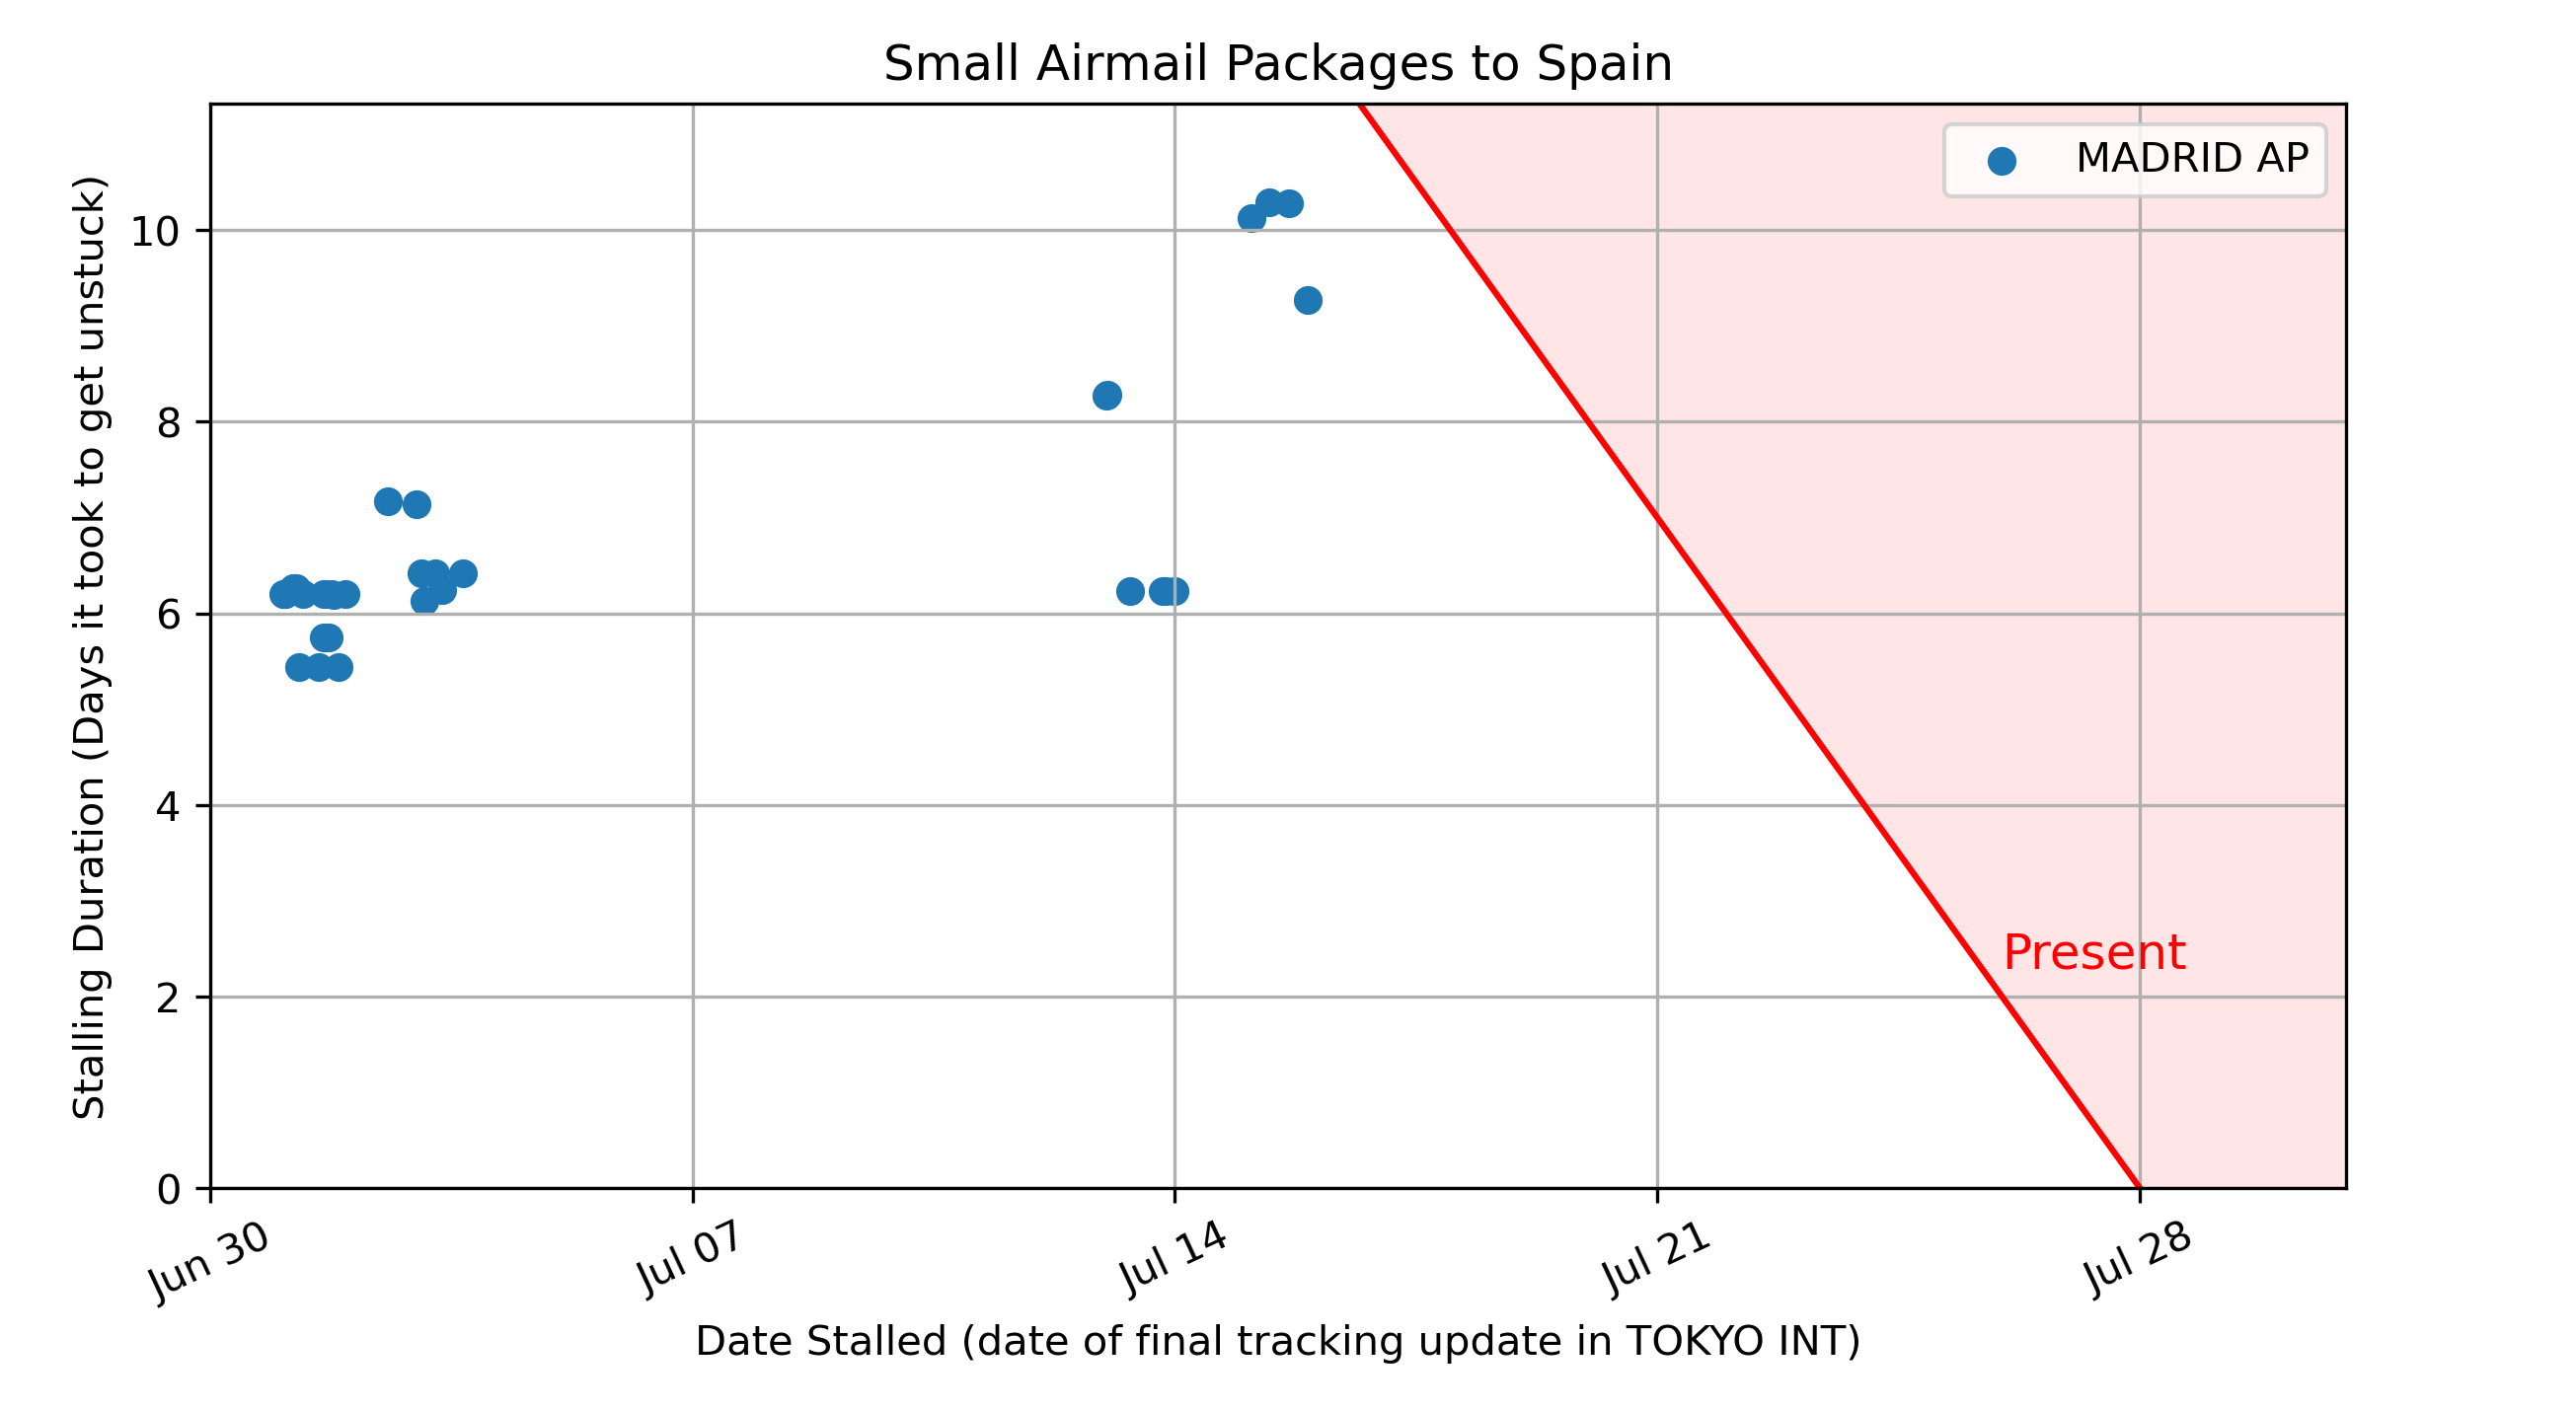 Small Airmail Packages to Spain
MADRID AP
Stalling Duration (Days it took to get unstuck)
10
8
6
4
2
0
Present
Jun 30
Jul 07
Jul 14
Jul 21
Jul 28
Date Stalled (date of final tracking update in TOKYO INT)